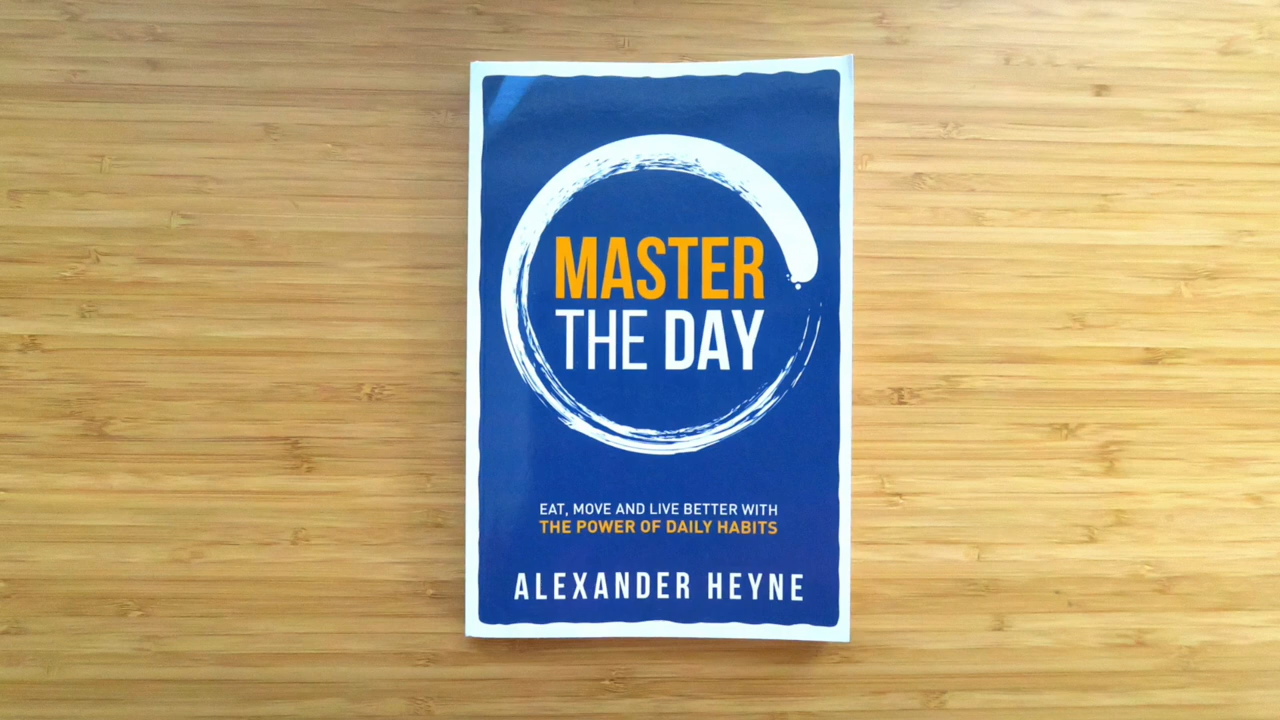 MASTER
THE DAY
EAT, MOVE AND LIVE BETTER WITH
THE POWER OF DAILY HABITS
ALEXANDER HEYNE